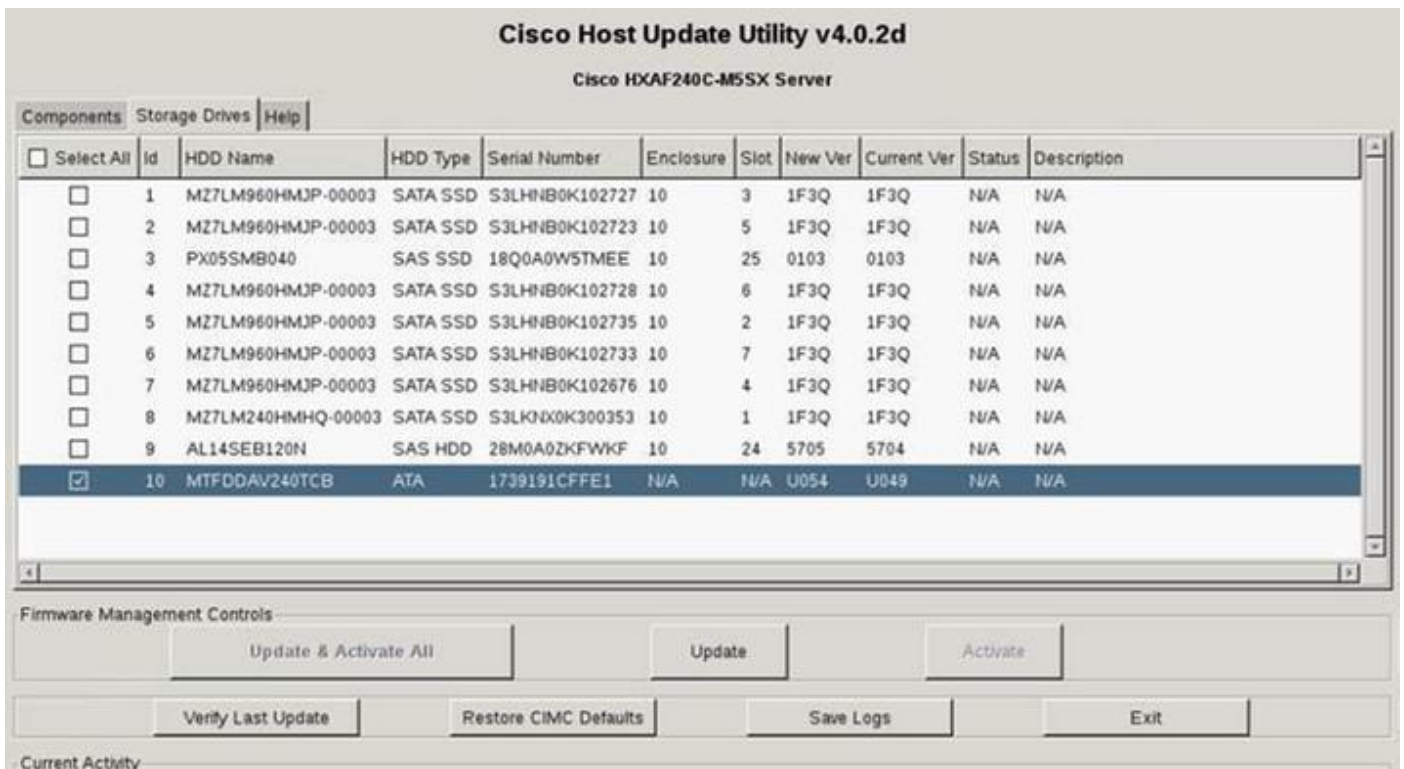 Cisco Host Update Utility v4.0.2d
Cisco HXAF240C-M5SX Server
Components Storage Drives Help
Select All Id HDD Name HDD Type Serial Number Enclosure Slot New Ver Current Ver Status Description
1 MZ7LM960HMJP-00003 SATA SSD S3LHNB0K102727 10 3 1F3Q 1F3Q N/A N/A
2 MZ7LM960HMJP-00003 SATA SSD S3LHNB0K102723 10 5 1F3Q 1F3Q N/A N/A
3 PX05SMB040 SAS SSD 18Q0A0W5TMEE 10 25 0103 0103 N/A N/A
4 MZ7LM960HMJP-00003 SATA SSD S3LHNB0K102728 10 6 1F3Q 1F3Q N/A N/A
5 MZ7LM960HMJP-00003 SATA SSD S3LHNB0K102735 10 2 1F3Q 1F3Q N/A N/A
6 MZ7LM960HMJP-00003 SATA SSD S3LHNB0K102733 10 7 1F3Q 1F3Q N/A N/A
7 MZ7LM960HMJP-00003 SATA SSD S3LHNB0K102676 10 4 1F3Q 1F3Q N/A N/A
8 MZ7LM240HMHQ-00003 SATA SSD S3LKNX0K300353 10 1 1F3Q 1F3Q N/A N/A
9 AL14SEB120N SAS HDD 28M0A0ZKFWKF 10 24 5705 5704 N/A N/A
10 MTFDDAV240TCB ATA 1739191CFFE1 N/A N/A U054 U049 N/A N/A
Firmware Management Controls
Update & Activate All Update Activate
Verify Last Update Restore CIMC Defaults Save Logs Exit
Current Activity